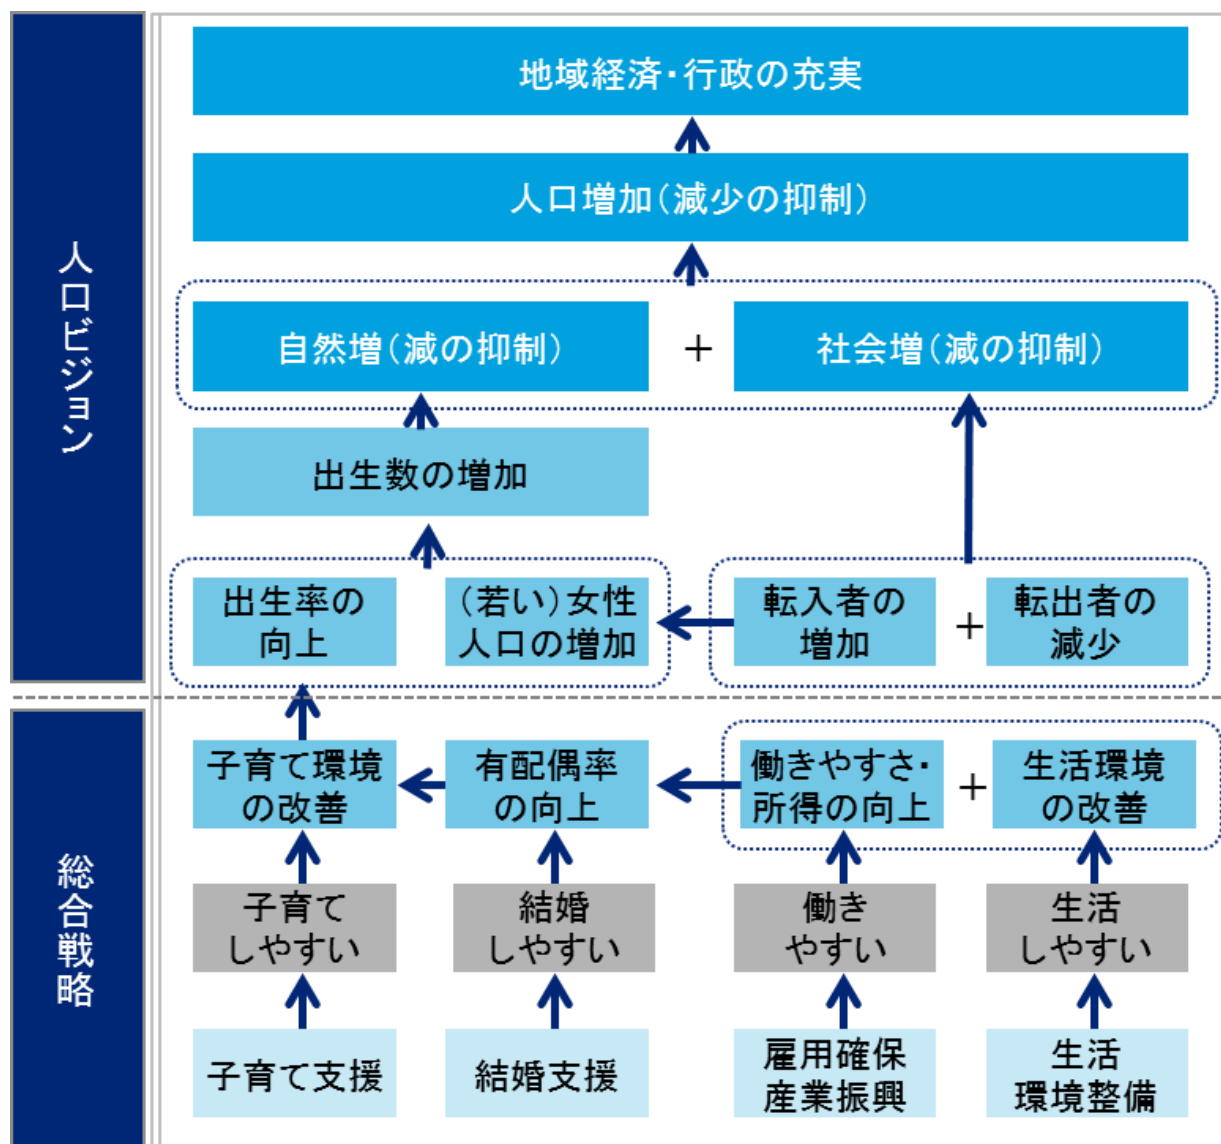 人口ビジョン
地域経済・行政の充実
人口増加(減少の抑制)
自然増(減の抑制)
+
社会増(減の抑制)
出生数の増加
出生率の
向上
(若い)女性
人口の増加
転入者の
増加
+
転出者の
減少
総合戦略
子育て環境
の改善
有配偶率
の向上
働きやすさ・
所得の向上
+
生活環境
の改善
子育て
しやすい
結婚
しやすい
働き
やすい
生活
しやすい
子育て支援
結婚支援
雇用確保
産業振興
生活
環境整備